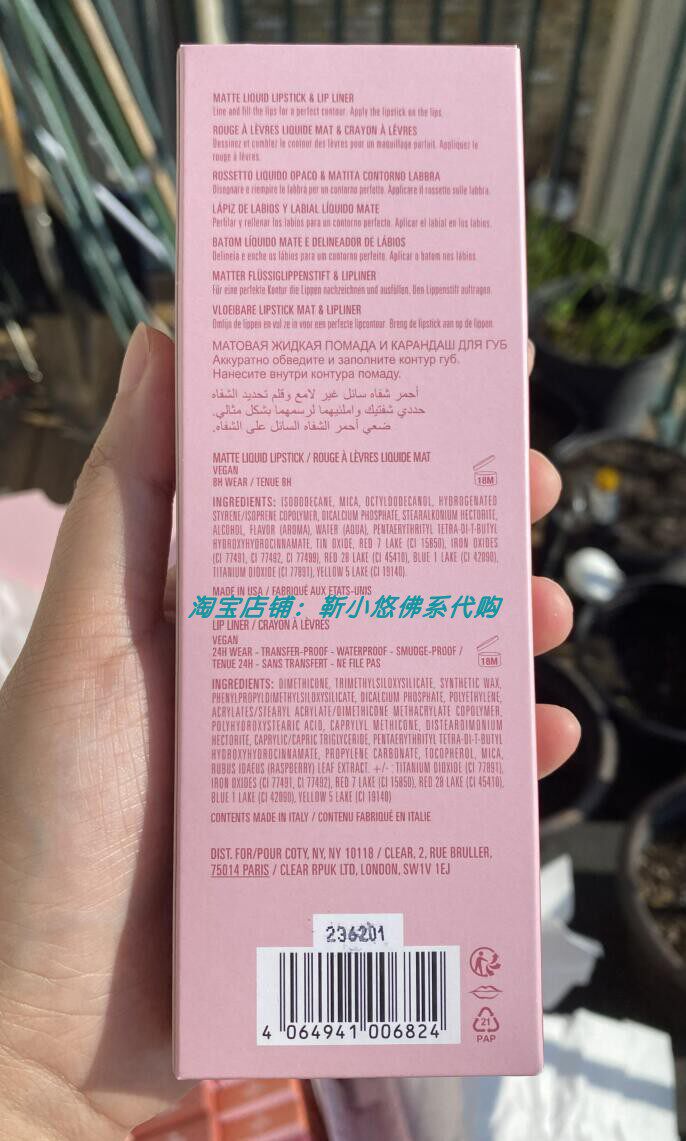 MATTE LIQUID LIPSTICK & LIP LINER
Line and fill the lips for a perfect contour. Apply the lipstick on the lips.
ROUGE À LÈVRES LIQUIDE MAT & CRAYON À LÈVRES
Dessinez et comblez le contour des lèvres pour un maquillage parfait. Appliquez le
rouge à lèvres.
ROSSETTO LIQUIDO OPACO & MATITA CONTORNO LABBRA
Disegnare e riempire le labbra per un contorno perfetto. Applicare il rossetto sulle labbra.
LÁPIZ DE LABIOS Y LABIAL LÍQUIDO MATE
Perfilar y rellenar los labios para un contorno perfecto. Aplicar el labial en los labios.
BATOM LÍQUIDO MATE E DELINEADOR DE LÁBIOS
Delineia e enche os lábios para um contorno perfeito. Aplicar o batom nos lábios.
MATTER FLÜSSIGLIPPENSTIFT & LIPLINER
Für eine perfekte Kontur die Lippen nachzeichnen und ausfüllen. Den Lippenstift auftragen.
VLOEIBARE LIPSTICK MAT & LIPLINER
Omlijn de lippen en vul ze in voor een perfecte lipcontour. Breng de lipstick aan op de lippen.
МАТОВАЯ ЖИДКАЯ ПОМАДА И КАРАНДАШ ДЛЯ ГУБ
Аккуратно обведите и заполните контур губ.
Нанесите внутри контура помаду.
أحمر شفاه سائل غير لامع وقلم تحديد الشفاه
حددي شفتيك واملئيهما لرسمهما بشكل مثالي.
ضعي أحمر الشفاه السائل على الشفاه.
MATTE LIQUID LIPSTICK / ROUGE À LÈVRES LIQUIDE MAT
VEGAN
8H WEAR / TENUE 8H
18M
INGREDIENTS: ISODODECANE, MICA, OCTYLDODECANOL, HYDROGENATED
STYRENE/ISOPRENE COPOLYMER, DICALCIUM PHOSPHATE, STEARALKONIUM HECTORITE,
ALCOHOL, FLAVOR (AROMA), WATER (AQUA), PENTAERYTHRITYL TETRA-DI-T-BUTYL
HYDROXYHYDROCINNAMATE, TIN OXIDE, RED 7 LAKE (CI 15850), IRON OXIDES
(CI 77491, CI 77492, CI 77499), RED 28 LAKE (CI 45410), BLUE 1 LAKE (CI 42090),
TITANIUM DIOXIDE (CI 77891), YELLOW 5 LAKE (CI 19140).
MADE IN USA / FABRIQUÉ AUX ETATS-UNIS
淘宝店铺：靳小悠佛系代购
LIP LINER / CRAYON À LÈVRES
VEGAN
24H WEAR - TRANSFER-PROOF - WATERPROOF - SMUDGE-PROOF /
TENUE 24H - SANS TRANSFERT - NE FILE PAS
18M
INGREDIENTS: DIMETHICONE, TRIMETHYLSILOXYSILICATE, SYNTHETIC WAX,
PHENYLPROPYLDIMETHYLSILOXYSILICATE, DICALCIUM PHOSPHATE, POLYETHYLENE,
ACRYLATES/STEARYL ACRYLATE/DIMETHICONE METHACRYLATE COPOLYMER,
POLYHYDROXYSTEARIC ACID, CAPRYLYL METHICONE, DISTEARDIMONIUM
HECTORITE, CAPRYLIC/CAPRIC TRIGLYCERIDE, PENTAERYTHRITYL TETRA-DI-T-BUTYL
HYDROXYHYDROCINNAMATE, PROPYLENE CARBONATE, TOCOPHEROL, MICA,
RUBUS IDAEUS (RASPBERRY) LEAF EXTRACT. +/- : TITANIUM DIOXIDE (CI 77891),
IRON OXIDES (CI 77491, CI 77492), RED 7 LAKE (CI 15850), RED 28 LAKE (CI 45410),
BLUE 1 LAKE (CI 42090), YELLOW 5 LAKE (CI 19140)
CONTENTS MADE IN ITALY / CONTENU FABRIQUÉ EN ITALIE
DIST. FOR/POUR COTY, NY, NY 10118 / CLEAR, 2, RUE BRULLER,
75014 PARIS / CLEAR RPUK LTD, LONDON, SW1V 1EJ
236201
4 064941 006824
21
PAP